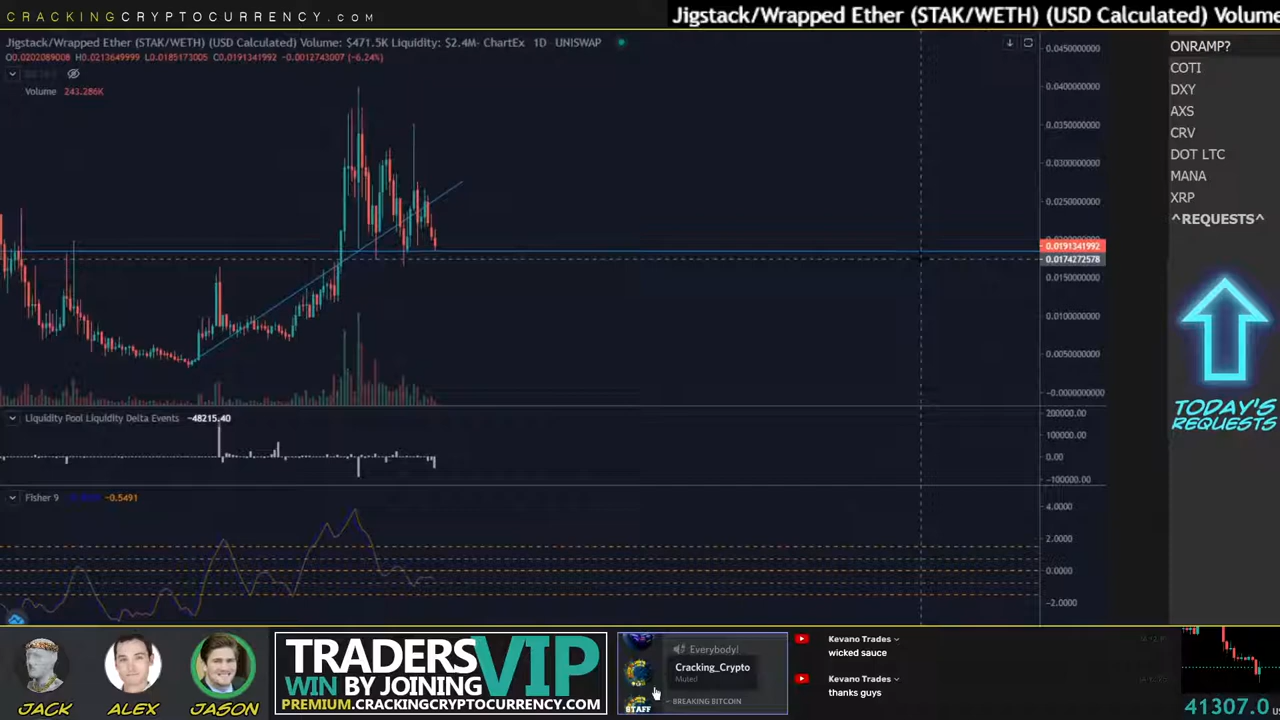 CRACKINGCRYPTOCURRENCY.com
Jigstack/Wrapped Ether (STAK/WETH) (USD Calculated) Volume
Jigstack/Wrapped Ether (STAK/WETH) (USD Calculated) Volume: $471.5K Liquidity: $2.4M- ChartEx 1D UNISWAP
O0.0202089008 H0.0213649999 L0.0185173005 C0.0191341992 -0.0012743007 (-6.24%)
Volume 243.286K
0.0450000000
0.0400000000
0.0350000000
0.0300000000
0.0250000000
0.0191341992
0.0174272578
0.0150000000
0.0100000000
0.0050000000
-0.0000000000
Liquidity Pool Liquidity Delta Events -48215.40
200000.00
100000.00
0.00
-100000.00
Fisher 9 -0.5491
4.0000
2.0000
0.0000
-2.0000
ONRAMP?
COTI
DXY
AXS
CRV
DOT LTC
MANA
XRP
^REQUESTS^
TODAY'S
REQUESTS
JACK
ALEX
JASON
TRADERS VIP
WIN BY JOINING
PREMIUM.CRACKINGCRYPTOCURRENCY.COM
STAFF
Everybody!
Cracking_Crypto
Muted
BREAKING BITCOIN
Kevano Trades
wicked sauce
Kevano Trades
thanks guys
41307.0